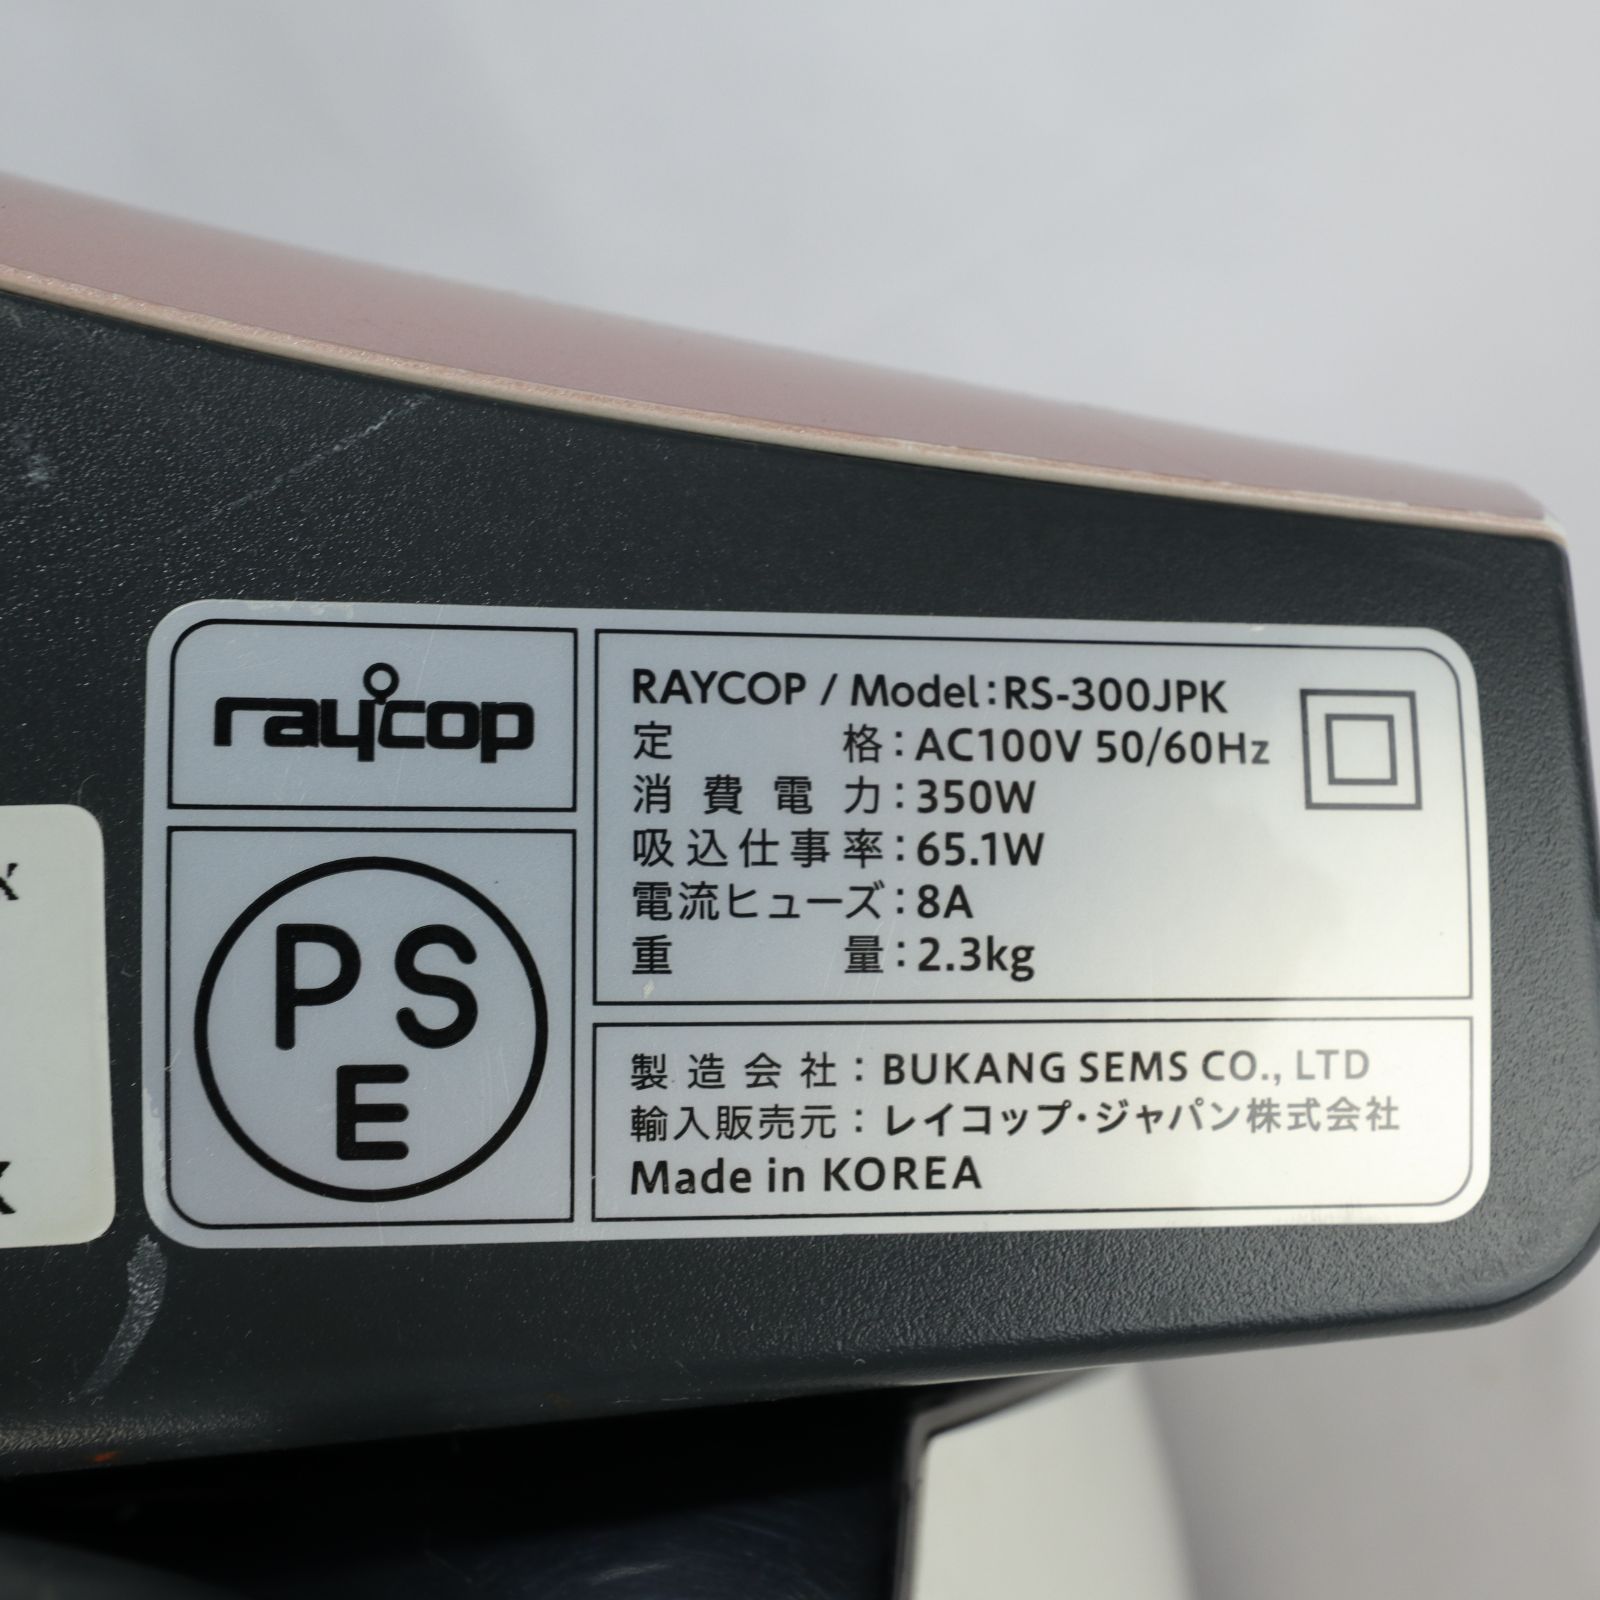 raycop
PS
E
RAYCOP / Model:RS-300JPK
定格:AC100V 50/60Hz
消費電力:350W
吸込仕事率:65.1W
電流ヒューズ:8A
重量:2.3kg
製造会社:BUKANG SEMS CO., LTD
輸入販売元:レイコップ・ジャパン株式会社
Made in KOREA